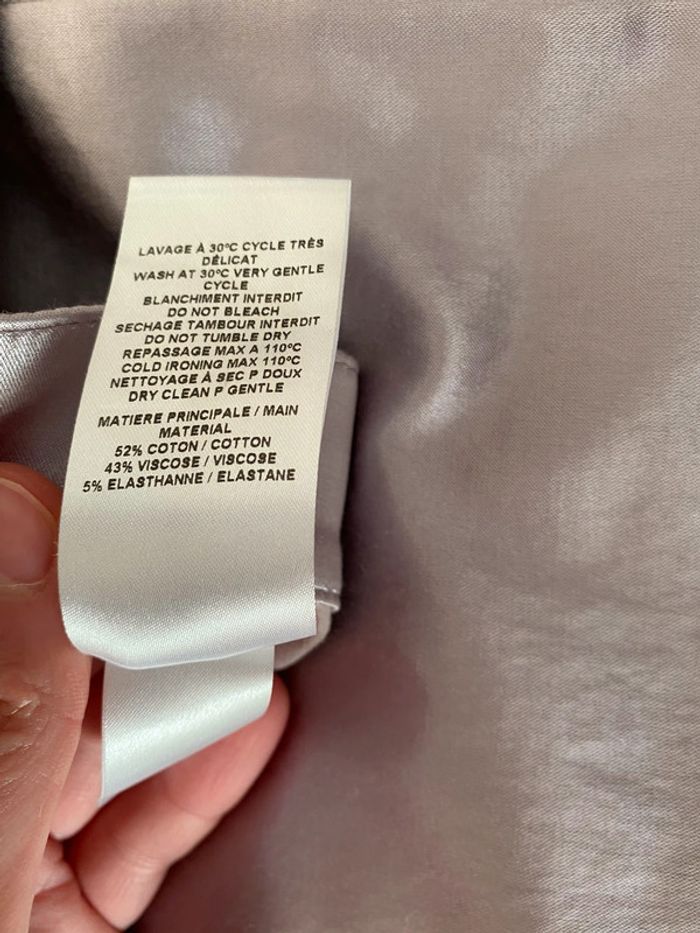 LAVAGE À 30°C CYCLE TRÈS
DÉLICAT
WASH AT 30°C VERY GENTLE
CYCLE
BLANCHIMENT INTERDIT
DO NOT BLEACH
SECHAGE TAMBOUR INTERDIT
DO NOT TUMBLE DRY
REPASSAGE MAX A 110°C
COLD IRONING MAX 110°C
NETTOYAGE À SEC P DOUX
DRY CLEAN P GENTLE
MATIERE PRINCIPALE / MAIN
MATERIAL
52% COTON / COTTON
43% VISCOSE / VISCOSE
5% ELASTHANNE / ELASTANE